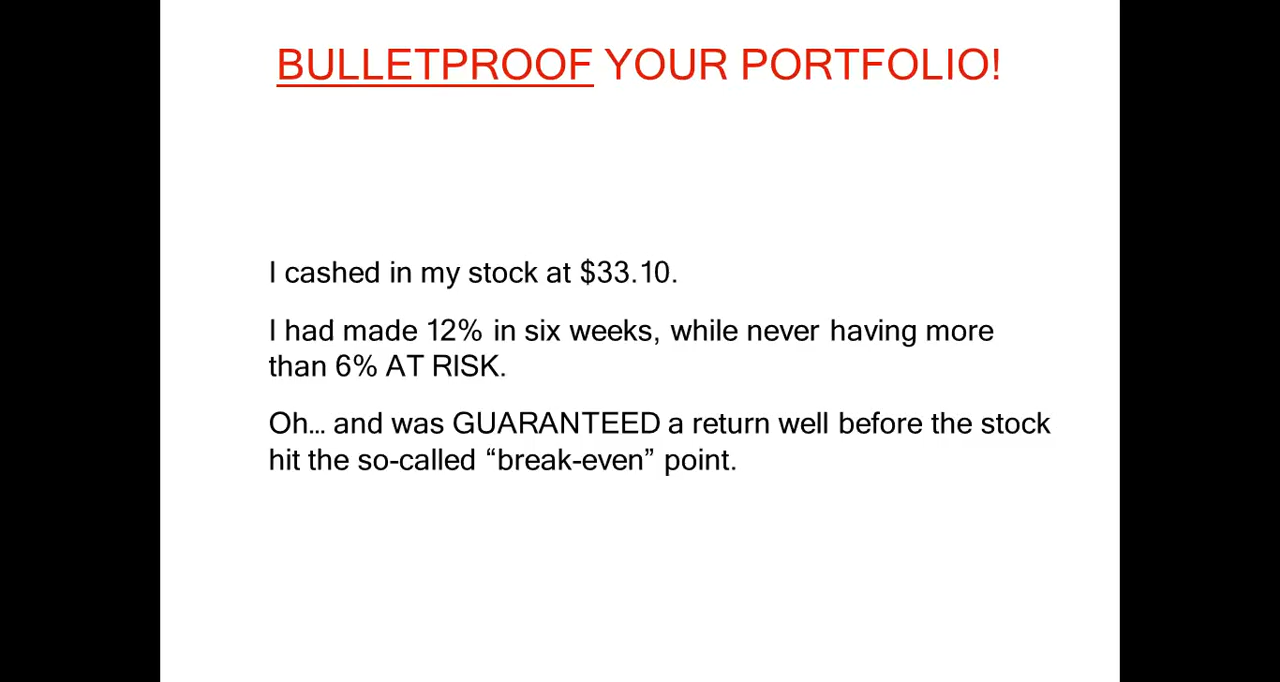 BULLETPROOF YOUR PORTFOLIO!
I cashed in my stock at $33.10.
I had made 12% in six weeks, while never having more
than 6% AT RISK.
Oh... and was GUARANTEED a return well before the stock
hit the so-called “break-even” point.